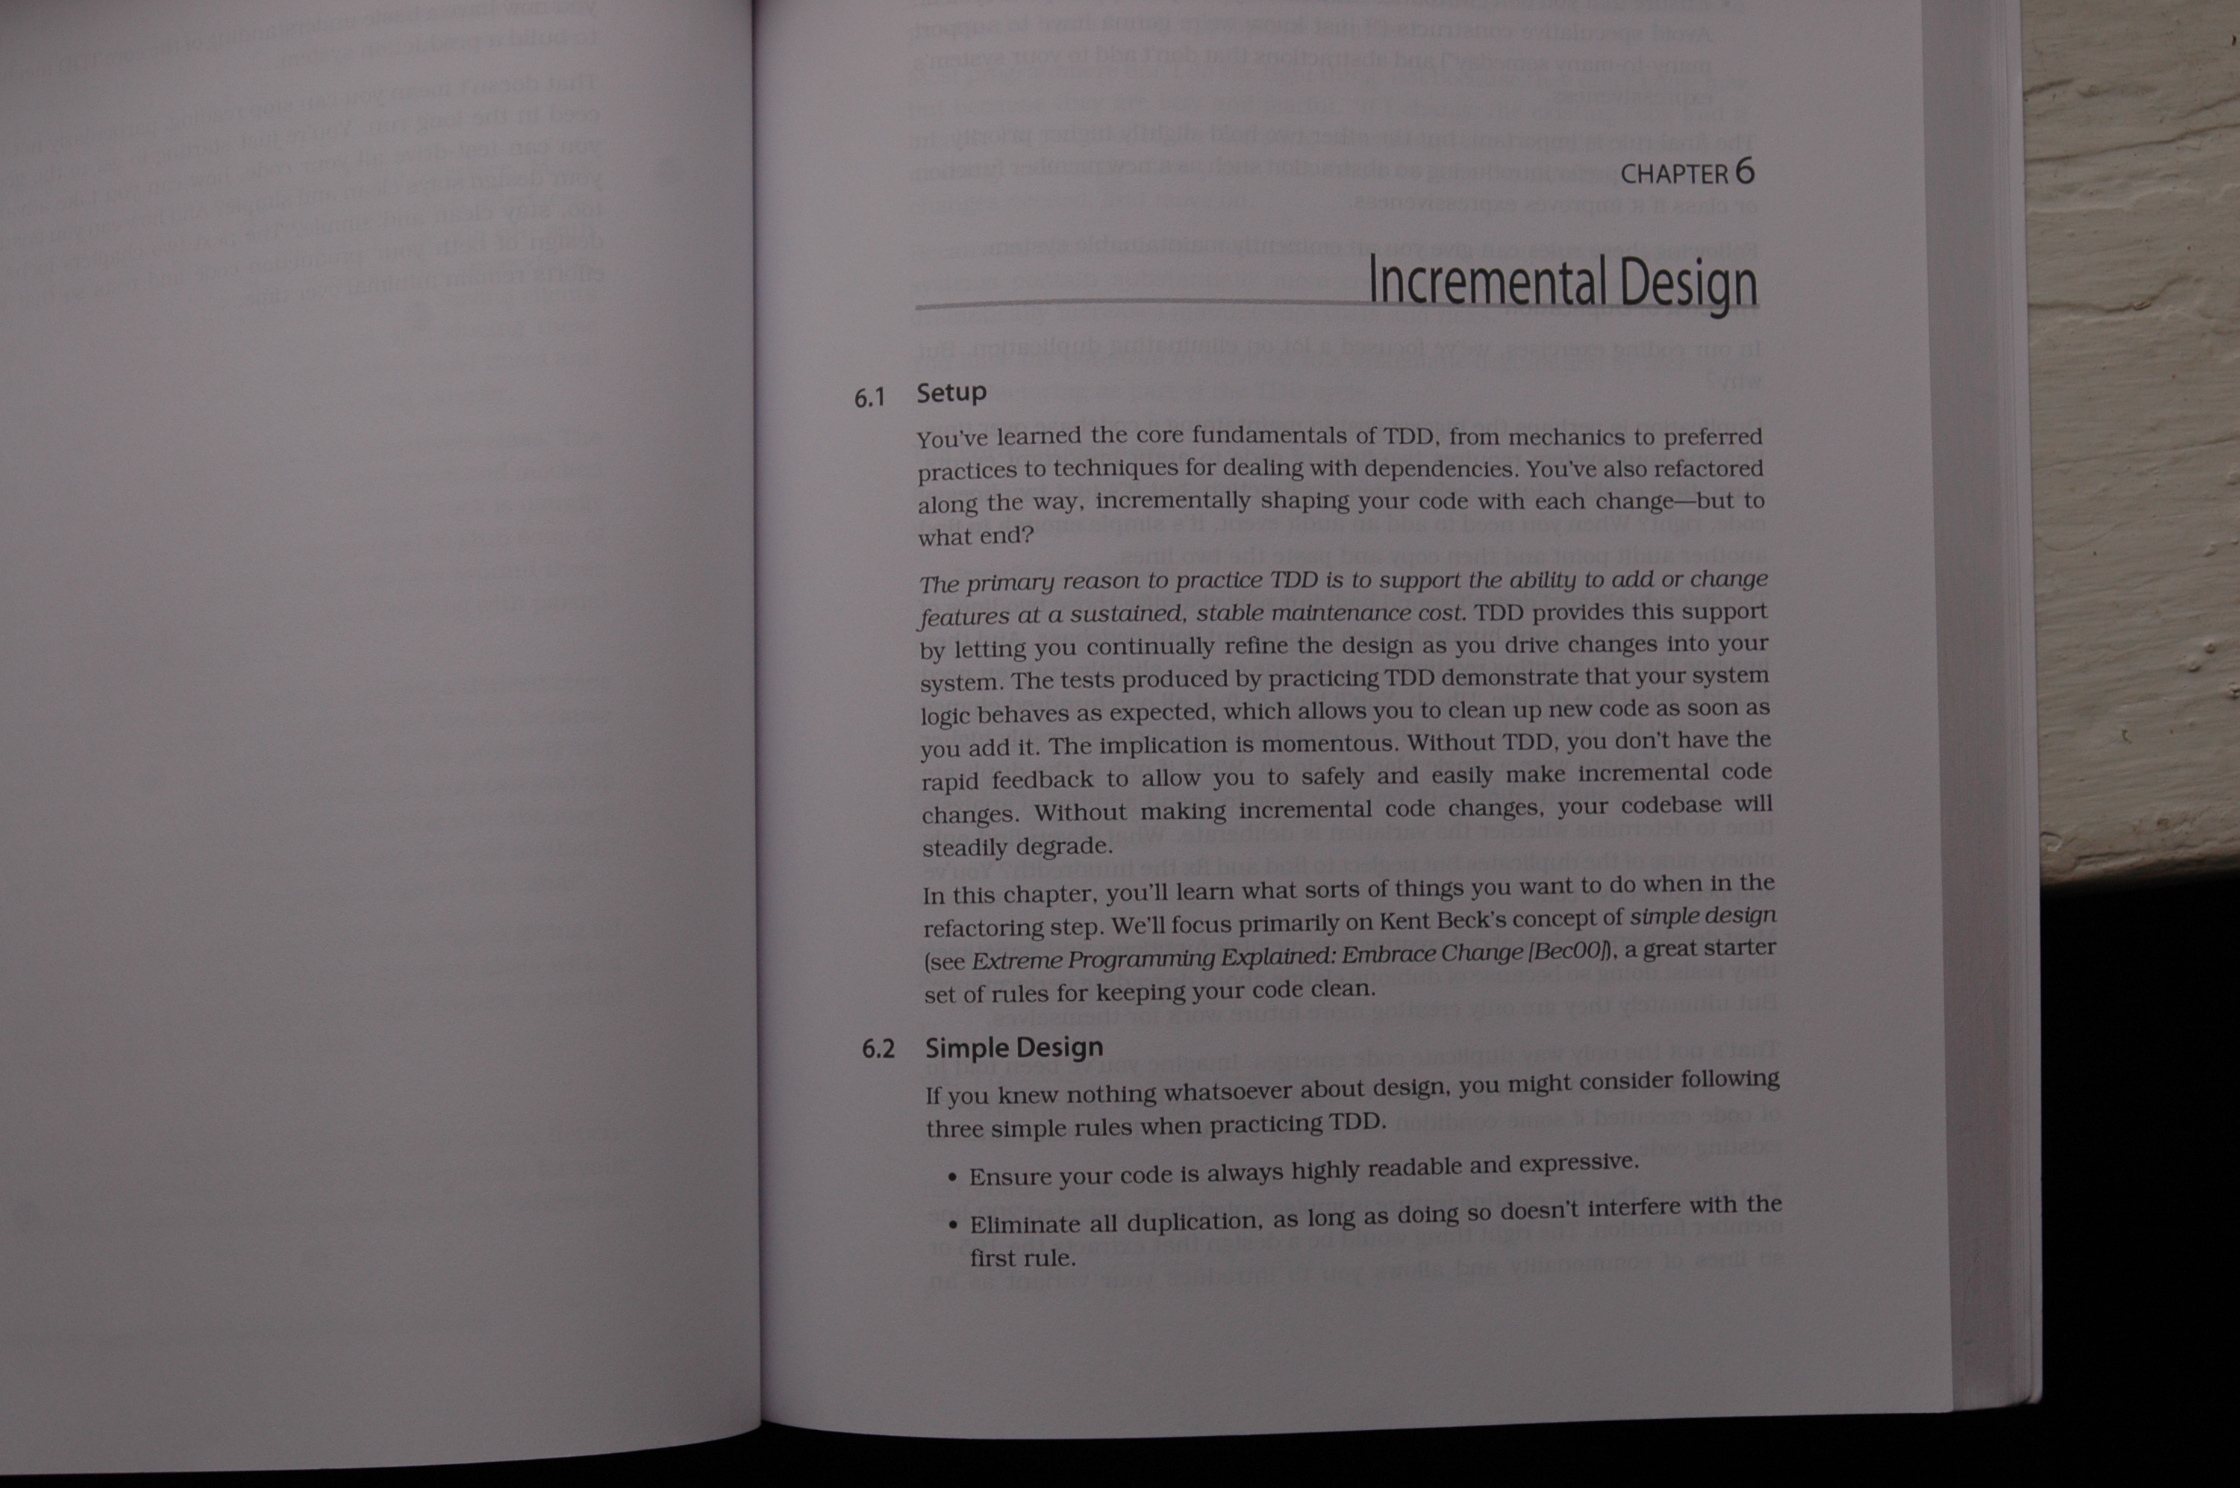 CHAPTER 6
Incremental Design
6.1 Setup
You've learned the core fundamentals of TDD, from mechanics to preferred
practices to techniques for dealing with dependencies. You've also refactored
along the way, incrementally shaping your code with each change—but to
what end?
The primary reason to practice TDD is to support the ability to add or change
features at a sustained, stable maintenance cost. TDD provides this support
by letting you continually refine the design as you drive changes into your
system. The tests produced by practicing TDD demonstrate that your system
logic behaves as expected, which allows you to clean up new code as soon as
you add it. The implication is momentous. Without TDD, you don't have the
rapid feedback to allow you to safely and easily make incremental code
changes. Without making incremental code changes, your codebase will
steadily degrade.
In this chapter, you'll learn what sorts of things you want to do when in the
refactoring step. We'll focus primarily on Kent Beck's concept of simple design
(see Extreme Programming Explained: Embrace Change [Bec00]), a great starter
set of rules for keeping your code clean.
6.2 Simple Design
If you knew nothing whatsoever about design, you might consider following
three simple rules when practicing TDD.
• Ensure your code is always highly readable and expressive.
• Eliminate all duplication, as long as doing so doesn't interfere with the
first rule.